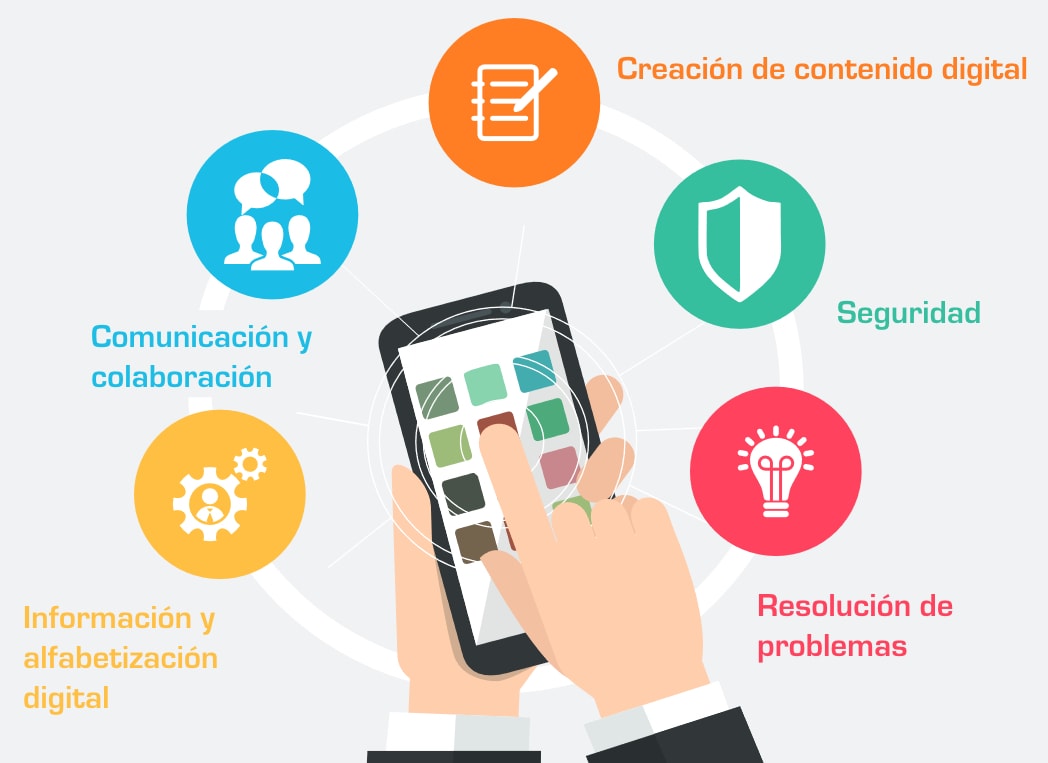 Creación de contenido digital
Seguridad
Comunicación y
colaboración
Resolución de
problemas
Información y
alfabetización
digital